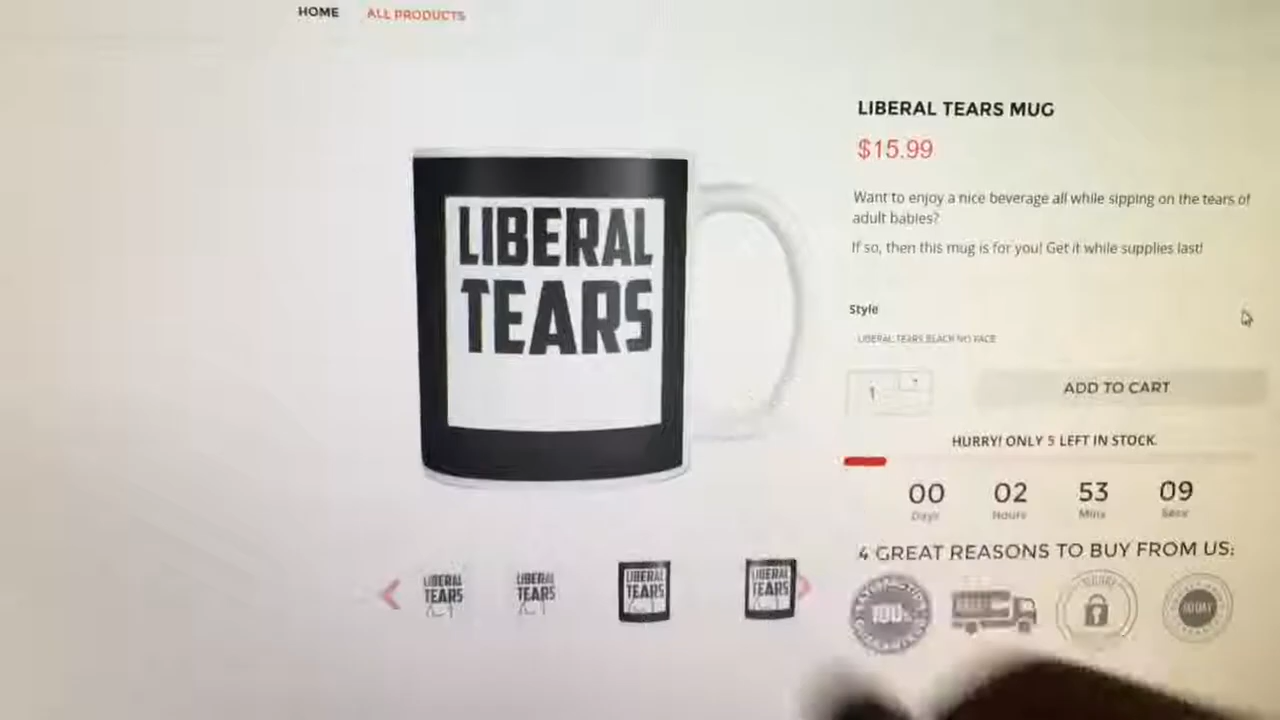 HOME ALL PRODUCTS
LIBERAL TEARS MUG
$15.99
Want to enjoy a nice beverage all while sipping on the tears of
adult babies?
If so, then this mug is for you! Get it while supplies last!
Style
LIBERAL TEARS BLACK NO FACE
1
ADD TO CART
HURRY! ONLY 5 LEFT IN STOCK.
00 02 53 09
Days Hours Mins Secs
4 GREAT REASONS TO BUY FROM US:
100%
LIBERAL
TEARS
LIBERAL
TEARS
LIBERAL
TEARS
LIBERAL
TEARS
LIBERAL
TEARS